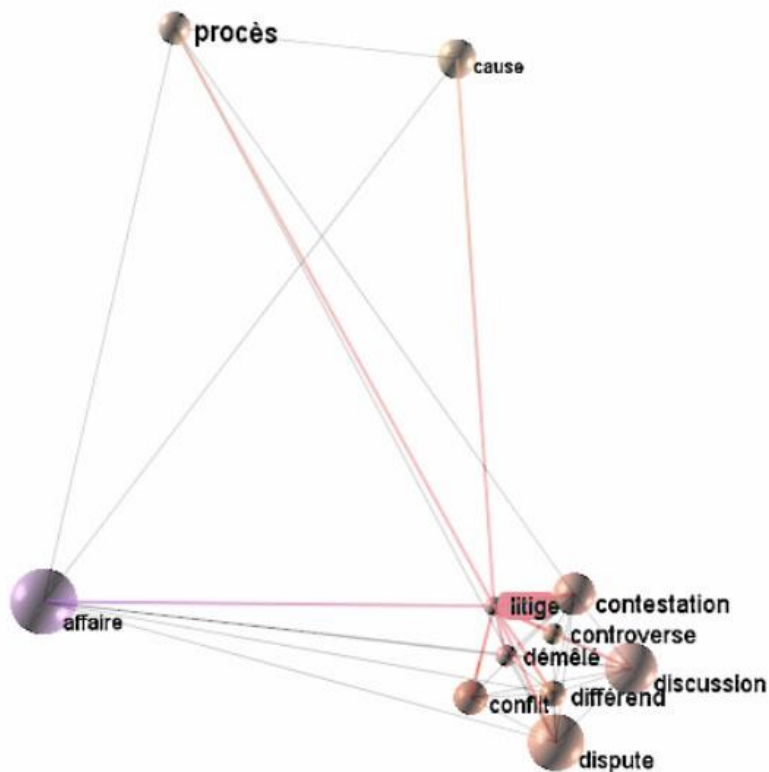 procès
cause
affaire
litige
contestation
controverse
démêlé
discussion
conflit
différend
dispute